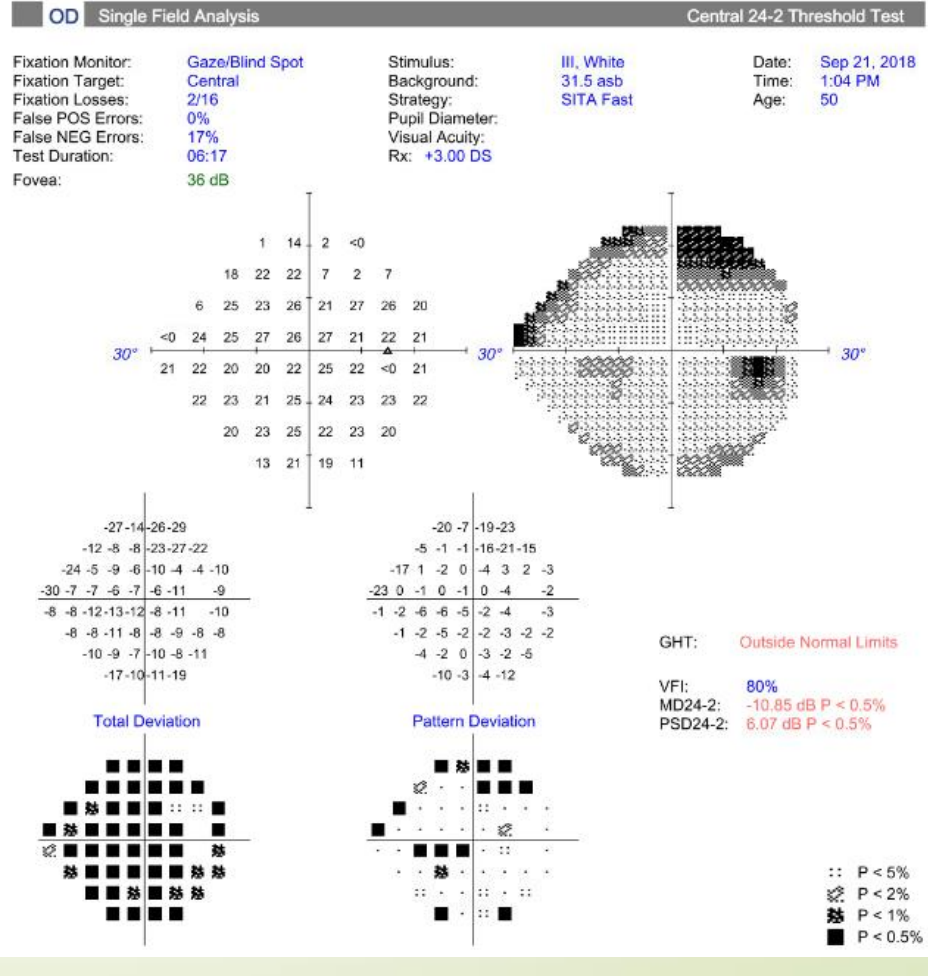 OD Single Field Analysis Central 24-2 Threshold Test
Fixation Monitor: Gaze/Blind Spot Stimulus: III, White Date: Sep 21, 2018
Fixation Target: Central Background: 31.5 asb Time: 1:04 PM
Fixation Losses: 2/16 Strategy: SITA Fast Age: 50
False POS Errors: 0% Pupil Diameter:
False NEG Errors: 17% Visual Acuity:
Test Duration: 06:17 Rx: +3.00 DS
Fovea: 36 dB
1 14 2 <0
18 22 22 7 2 7
6 25 23 26 21 27 26 20
<0 24 25 27 26 27 21 22 21
30° 30° 30°
21 22 20 20 22 25 22 <0 21
22 23 21 25 24 23 23 22
20 23 25 22 23 20
13 21 19 11
-27 -14 -26 -29 -20 -7 -19 -23
-12 -8 -8 -23 -27 -22 -5 -1 -1 -16 -21 -15
-24 -5 -9 -6 -10 -4 -4 -10 -17 1 -2 0 -4 3 2 -3
-30 -7 -7 -6 -7 -6 -11 -9 -23 0 -1 0 -1 0 -4 -2
-8 -8 -12 -13 -12 -8 -11 -10 -1 -2 -6 -6 -5 -2 -4 -3
-8 -8 -11 -8 -8 -9 -8 -8 -1 -2 -5 -2 -2 -3 -2 -2
-10 -9 -7 -10 -8 -11 -4 -2 0 -3 -2 -5
-17 -10 -11 -19 -10 -3 -4 -12
GHT: Outside Normal Limits
VFI: 80%
MD24-2: -10.85 dB P < 0.5%
PSD24-2: 6.07 dB P < 0.5%
Total Deviation Pattern Deviation
P < 5%
P < 2%
P < 1%
P < 0.5%